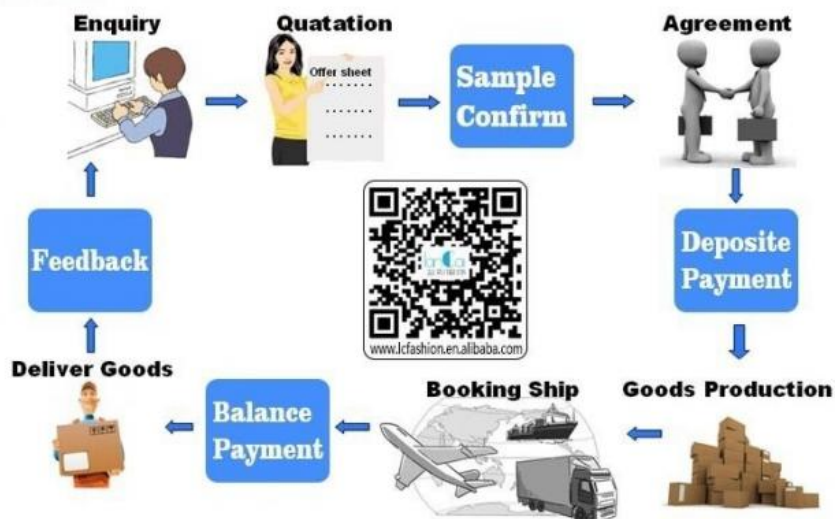 Enquiry
Quatation
Agreement
Offer sheet
Sample
Confirm
Feedback
Deposite
Payment
www.lcfashion.en.alibaba.com
Deliver Goods
Balance
Payment
Booking Ship
Goods Production